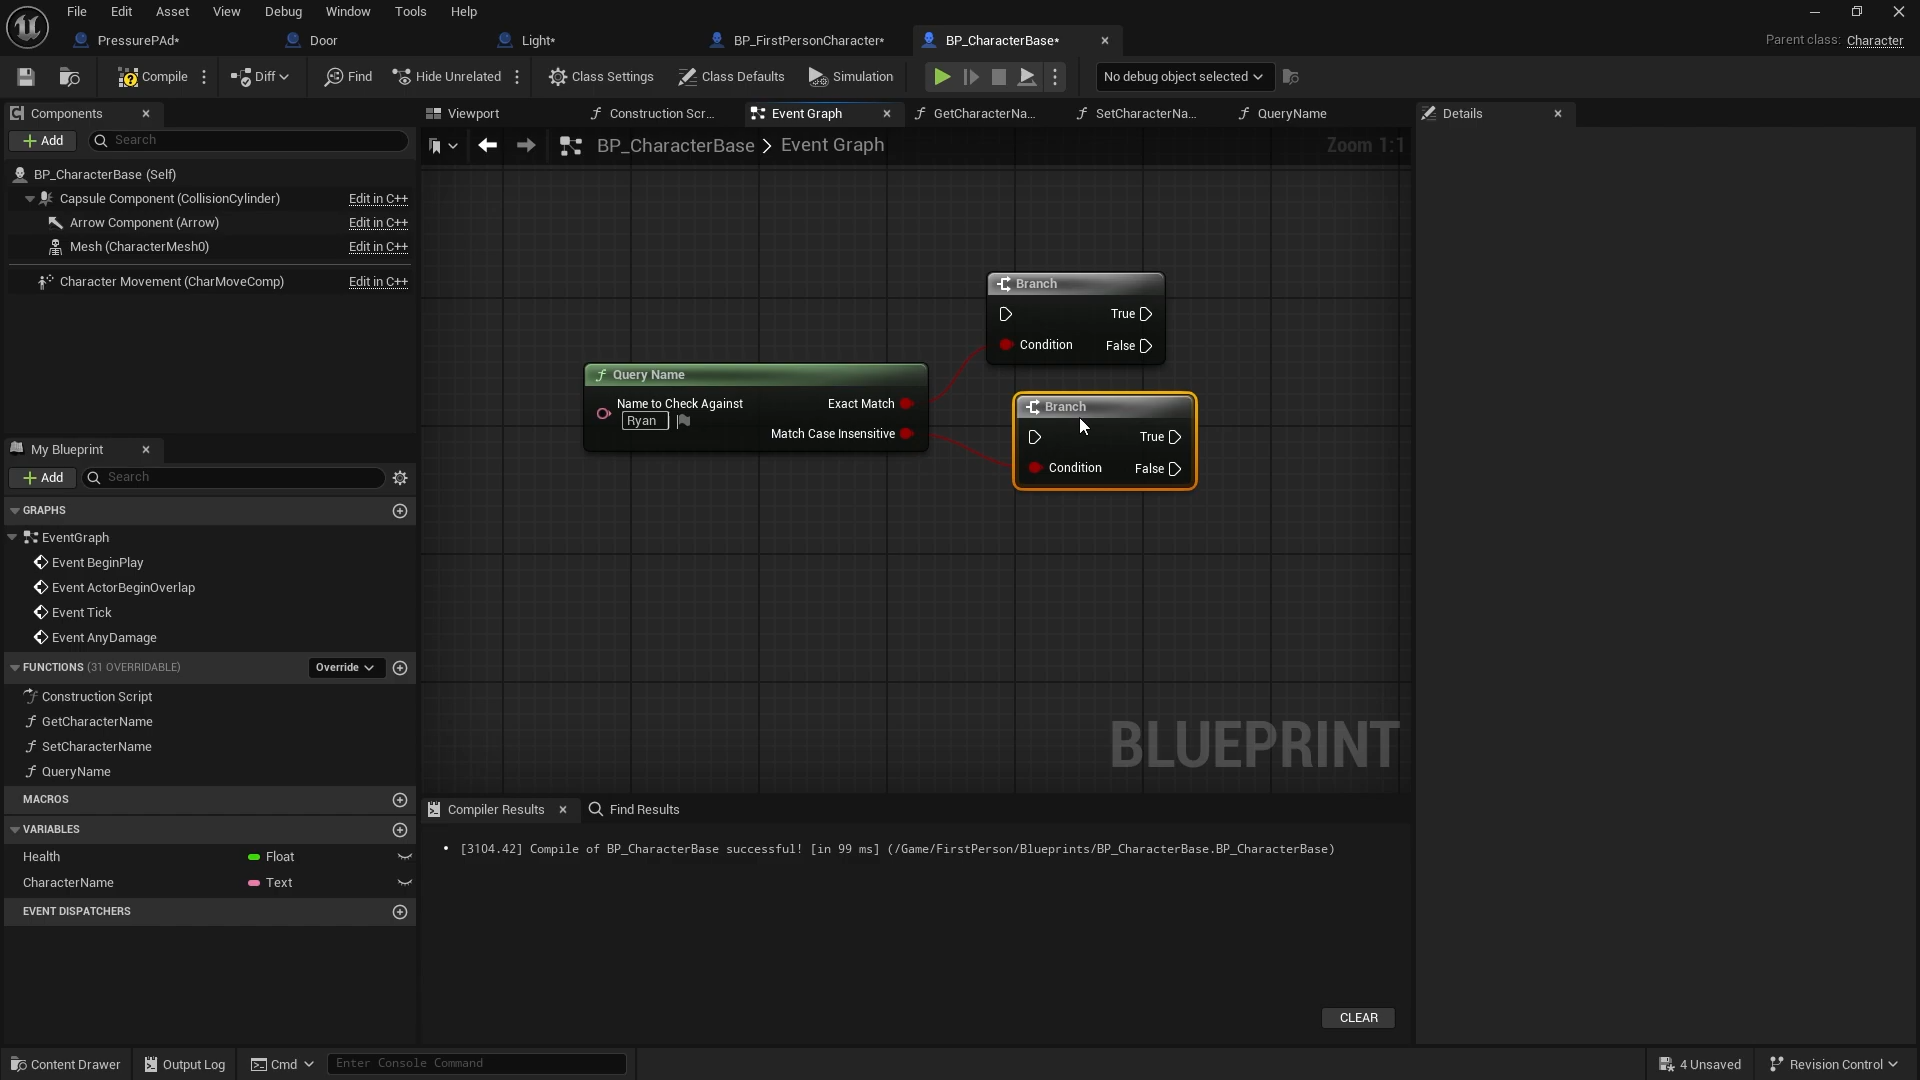 File Edit Asset View Debug Window Tools Help
PressurePAd* Door Light* BP_FirstPersonCharacter* BP_CharacterBase* Parent class: Character
Compile Diff Find Hide Unrelated Class Settings Class Defaults Simulation No debug object selected
Components Viewport Construction Scr... Event Graph GetCharacterNa... SetCharacterNa... QueryName Details
Add Search
BP_CharacterBase > Event Graph Zoom 1:1
BP_CharacterBase (Self)
Capsule Component (CollisionCylinder) Edit in C++
Arrow Component (Arrow) Edit in C++
Mesh (CharacterMesh0) Edit in C++
Character Movement (CharMoveComp) Edit in C++
Branch
True
Condition False
Query Name
Name to Check Against Exact Match
Ryan
Match Case Insensitive
Branch
True
Condition False
BLUEPRINT
My Blueprint
Add Search
GRAPHS
EventGraph
Event BeginPlay
Event ActorBeginOverlap
Event Tick
Event AnyDamage
FUNCTIONS (31 OVERRIDABLE) Override
Construction Script
GetCharacterName
SetCharacterName
QueryName
MACROS
VARIABLES
Health Float
CharacterName Text
EVENT DISPATCHERS
Compiler Results Find Results
[3104.42] Compile of BP_CharacterBase successful! [in 99 ms] (/Game/FirstPerson/Blueprints/BP_CharacterBase.BP_CharacterBase)
CLEAR
Content Drawer Output Log Cmd Enter Console Command 4 Unsaved Revision Control